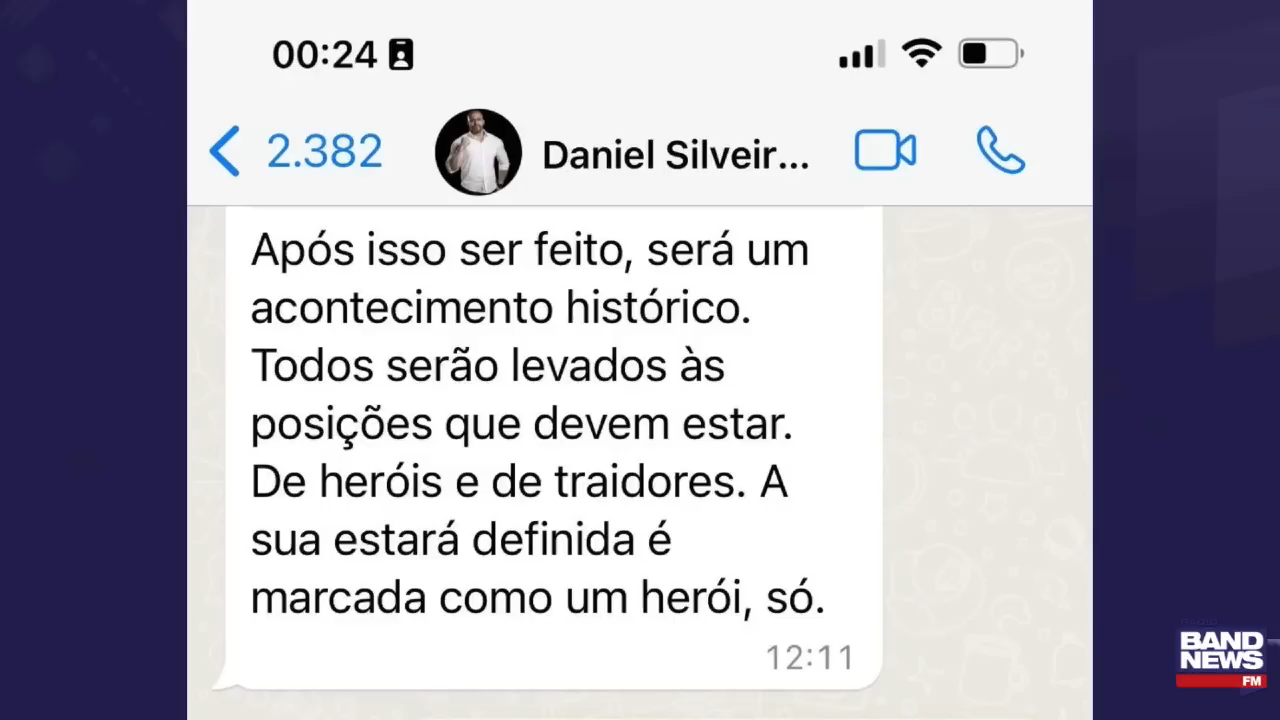 00:24
2.382
Daniel Silveir...
Após isso ser feito, será um
acontecimento histórico.
Todos serão levados às
posições que devem estar.
De heróis e de traidores. A
sua estará definida é
marcada como um herói, só.
12:11
RÁDIO
BAND
NEWS
FM